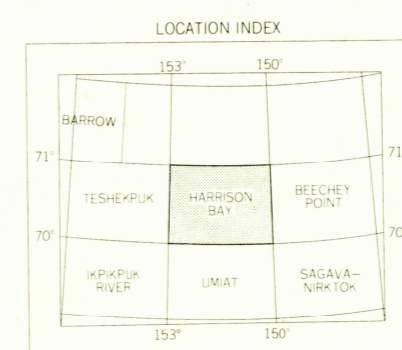 LOCATION INDEX
153° 150°
BARROW
71° 71
TESHEKPUK HARRISON BAY BEECHEY POINT
70° 70
IKPIKPUK RIVER UMIAT SAGAVA–NIRKTOK
153° 150°